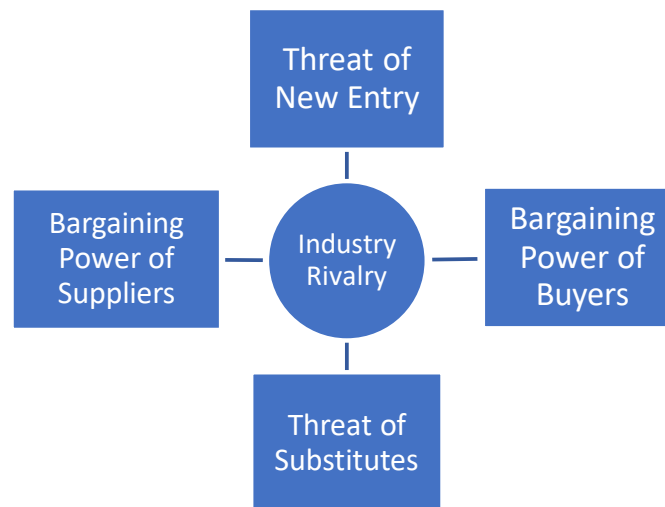 Threat of
New Entry
Bargaining
Power of
Suppliers
Industry
Rivalry
Bargaining
Power of
Buyers
Threat of
Substitutes